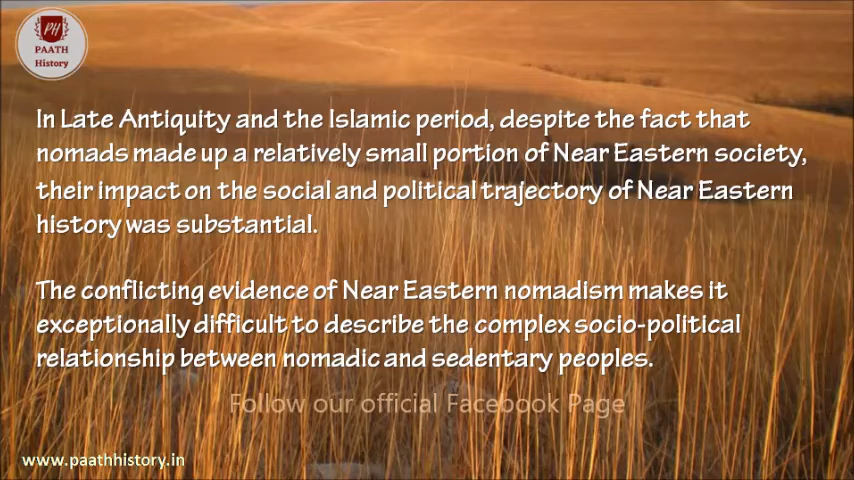 PH
PAATH
History
In Late Antiquity and the Islamic period, despite the fact that
nomads made up a relatively small portion of Near Eastern society,
their impact on the social and political trajectory of Near Eastern
history was substantial.
The conflicting evidence of Near Eastern nomadism makes it
exceptionally difficult to describe the complex socio-political
relationship between nomadic and sedentary peoples.
Follow our official Facebook Page
www.paathhistory.in